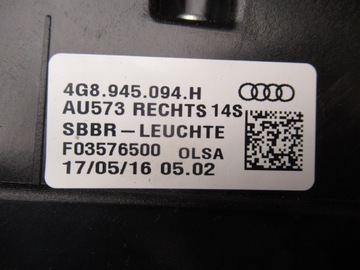 4G8.945.094.H
AU573 RECHTS 14S
SBBR-LEUCHTE
F03576500 OLSA
17/05/16 05.02